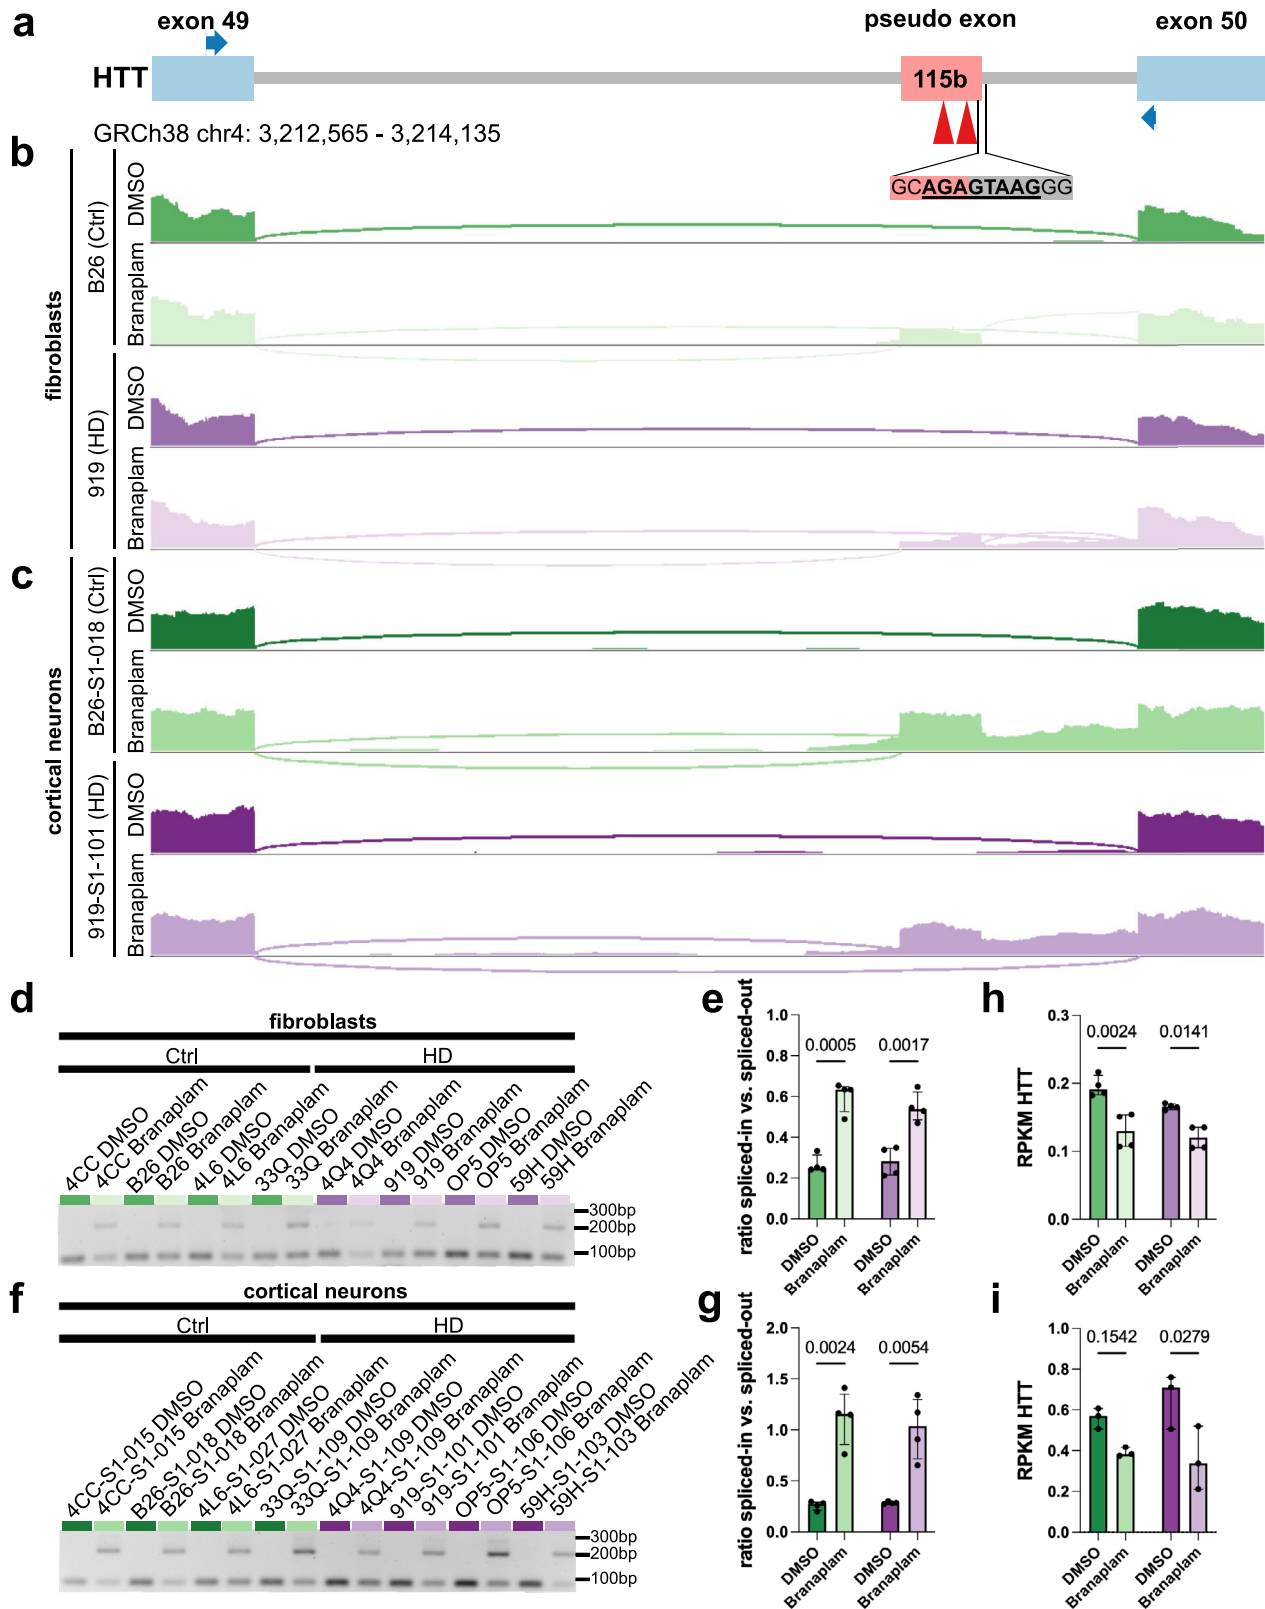 a
exon 49
pseudo exon
exon 50
HTT
115b
GRCh38 chr4: 3,212,565 - 3,214,135
GCAGAGTAAGGG
b
fibroblasts
B26 (Ctrl)
DMSO
Branaplam
919 (HD)
DMSO
Branaplam
c
cortical neurons
B26-S1-018 (Ctrl)
DMSO
Branaplam
919-S1-101 (HD)
DMSO
Branaplam
d
fibroblasts
Ctrl
HD
4CC DMSO
4CC Branaplam
B26 DMSO
B26 Branaplam
4L6 DMSO
4L6 Branaplam
33Q DMSO
33Q Branaplam
4Q4 DMSO
4Q4 Branaplam
919 DMSO
919 Branaplam
OP5 DMSO
OP5 Branaplam
59H DMSO
59H Branaplam
300bp
200bp
100bp
e
ratio spliced-in vs. spliced-out
1.0
0.8
0.6
0.4
0.2
0.0
0.0005
0.0017
DMSO
Branaplam
DMSO
Branaplam
h
RPKM HTT
0.3
0.2
0.1
0.0
0.0024
0.0141
DMSO
Branaplam
DMSO
Branaplam
f
cortical neurons
Ctrl
HD
4CC-S1-015 DMSO
4CC-S1-015 Branaplam
B26-S1-018 DMSO
B26-S1-018 Branaplam
4L6-S1-027 DMSO
4L6-S1-027 Branaplam
33Q-S1-109 DMSO
33Q-S1-109 Branaplam
4Q4-S1-109 DMSO
4Q4-S1-109 Branaplam
919-S1-101 DMSO
919-S1-101 Branaplam
OP5-S1-106 DMSO
OP5-S1-106 Branaplam
59H-S1-103 DMSO
59H-S1-103 Branaplam
300bp
200bp
100bp
g
ratio spliced-in vs. spliced-out
2.0
1.5
1.0
0.5
0.0
0.0024
0.0054
DMSO
Branaplam
DMSO
Branaplam
i
RPKM HTT
1.0
0.8
0.6
0.4
0.2
0.0
0.1542
0.0279
DMSO
Branaplam
DMSO
Branaplam